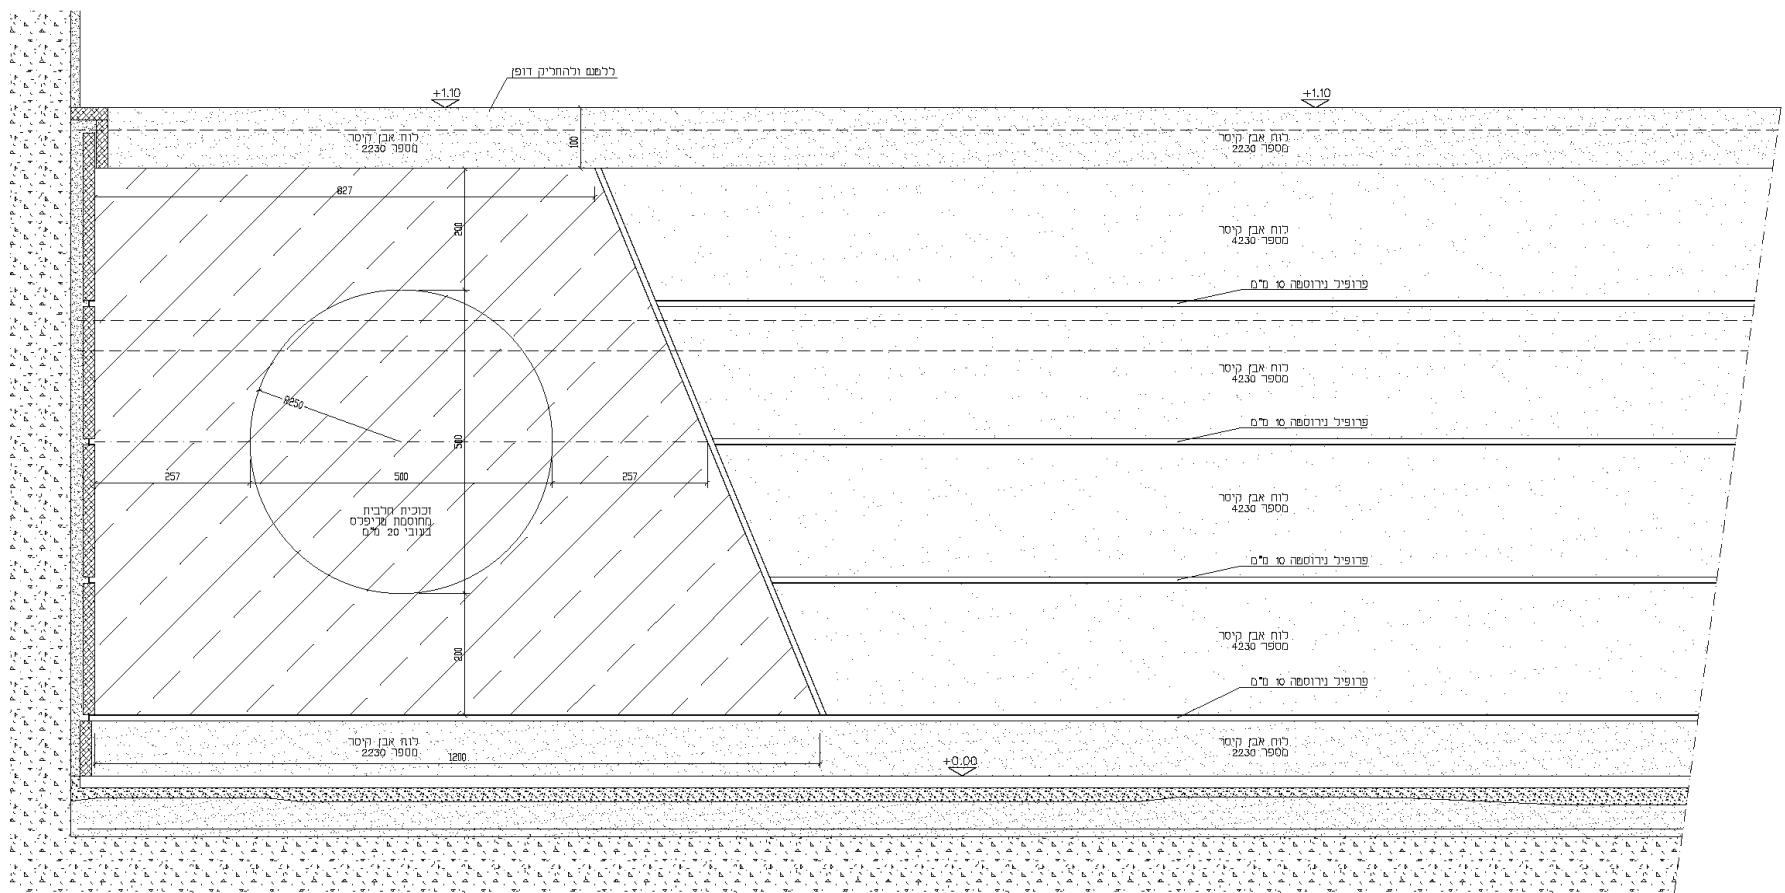 ללטש ולהחליק דופן
+1.10
+1.10
לוח אבן קיסר
מספר 2230
100
לוח אבן קיסר
מספר 2230
827
200
לוח אבן קיסר
מספר 4230
פרופיל נירוסטה 10 מ"מ
לוח אבן קיסר
מספר 4230
R250
פרופיל נירוסטה 10 מ"מ
500
257
500
257
לוח אבן קיסר
מספר 4230
זכוכית חלבית
מחוסמת טריפלס
בעובי 20 מ"מ
פרופיל נירוסטה 10 מ"מ
לוח אבן קיסר
מספר 4230
200
פרופיל נירוסטה 10 מ"מ
לוח אבן קיסר
מספר 2230
1200
לוח אבן קיסר
מספר 2230
+0.00